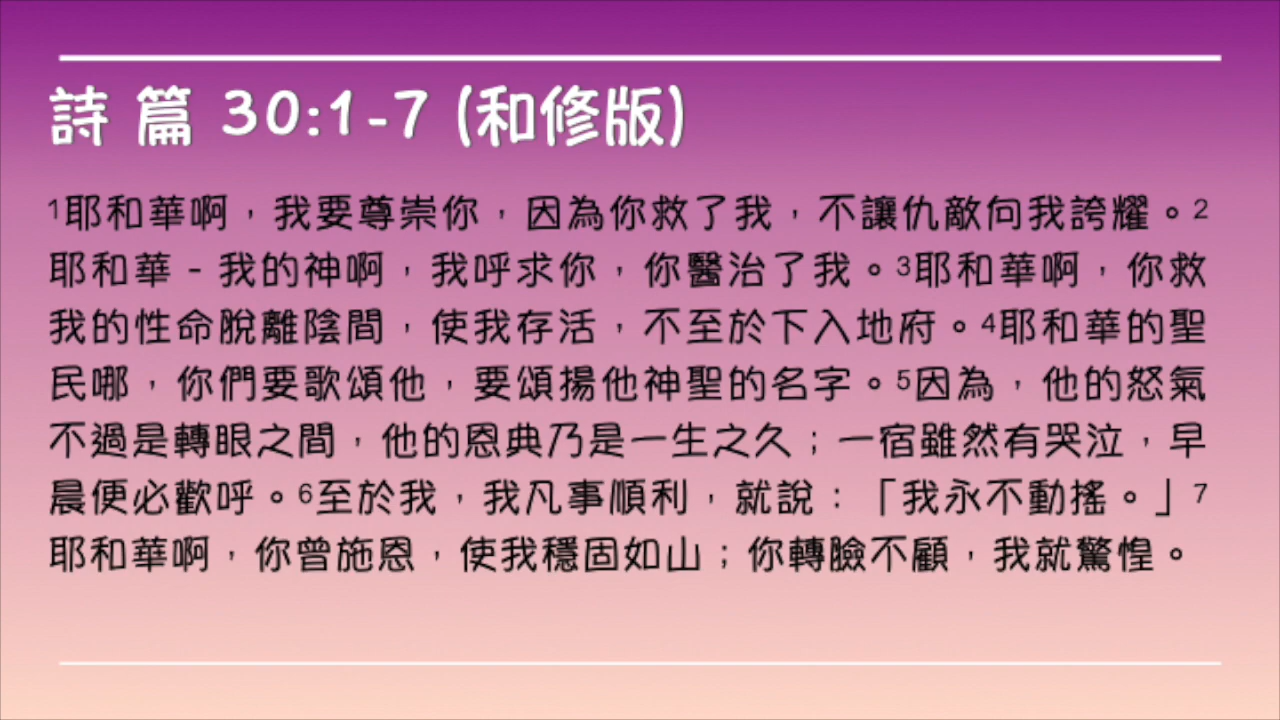 詩 篇 30:1-7 (和修版)
1耶和華啊，我要尊崇你，因為你救了我，不讓仇敵向我誇耀。2
耶和華－我的神啊，我呼求你，你醫治了我。3耶和華啊，你救
我的性命脫離陰間，使我存活，不至於下入地府。4耶和華的聖
民哪，你們要歌頌他，要頌揚他神聖的名字。5因為，他的怒氣
不過是轉眼之間，他的恩典乃是一生之久；一宿雖然有哭泣，早
晨便必歡呼。6至於我，我凡事順利，就說：「我永不動搖。」7
耶和華啊，你曾施恩，使我穩固如山；你轉臉不顧，我就驚惶。